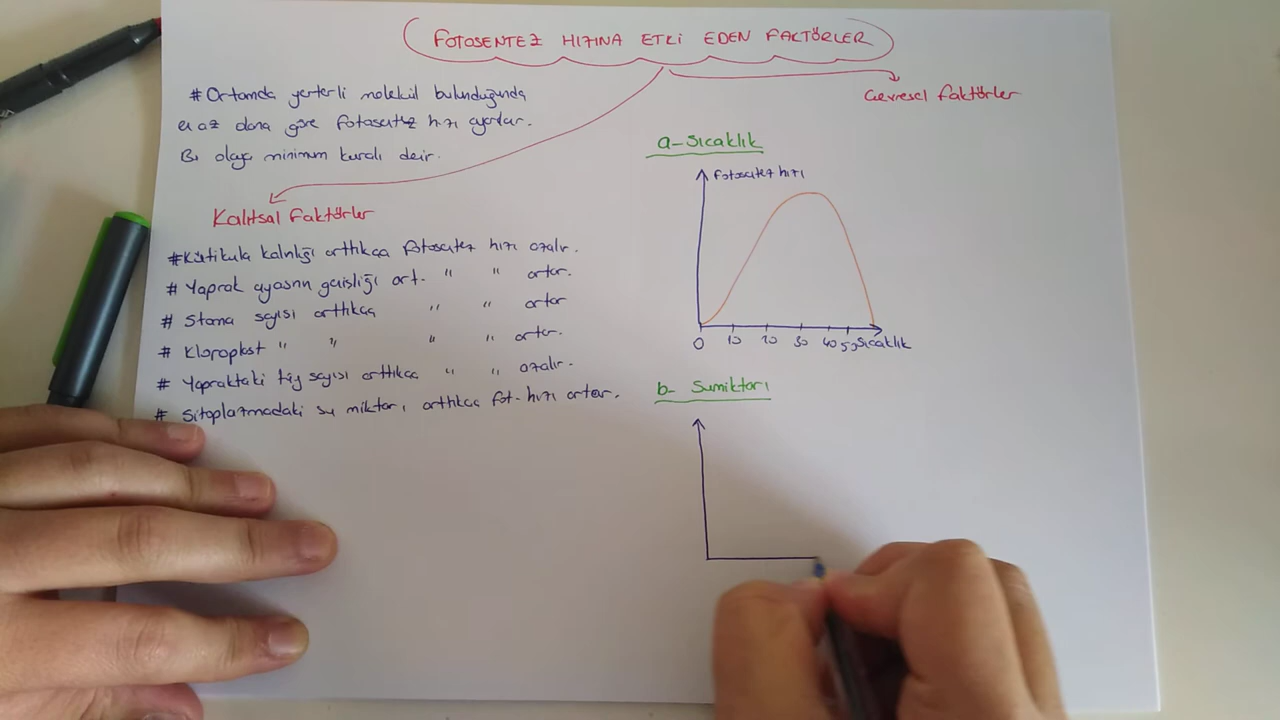 FOTOSENTEZ HIZINA ETKİ EDEN FAKTÖRLER
# Ortamda yeterli molekül bulunduğunda
en az olana göre fotosentez hızı ayarlar.
Bu olaya minimum kuralı denir.
Kalıtsal Faktörler
# Kütikula kalınlığı arttıkça fotosentez hızı azalır.
# Yaprak ayasının genişliği art. " " artar.
# Stoma sayısı arttıkça " " artar
# Kloroplast " " " " artar.
# Yapraktaki tüy sayısı arttıkça " " azalır.
# Sitoplazmadaki su miktarı arttıkça fot. hızı artar.
Çevresel Faktörler
a-Sıcaklık
Fotosentez hızı
0 10 20 30 40 50 Sıcaklık
b- Su miktarı